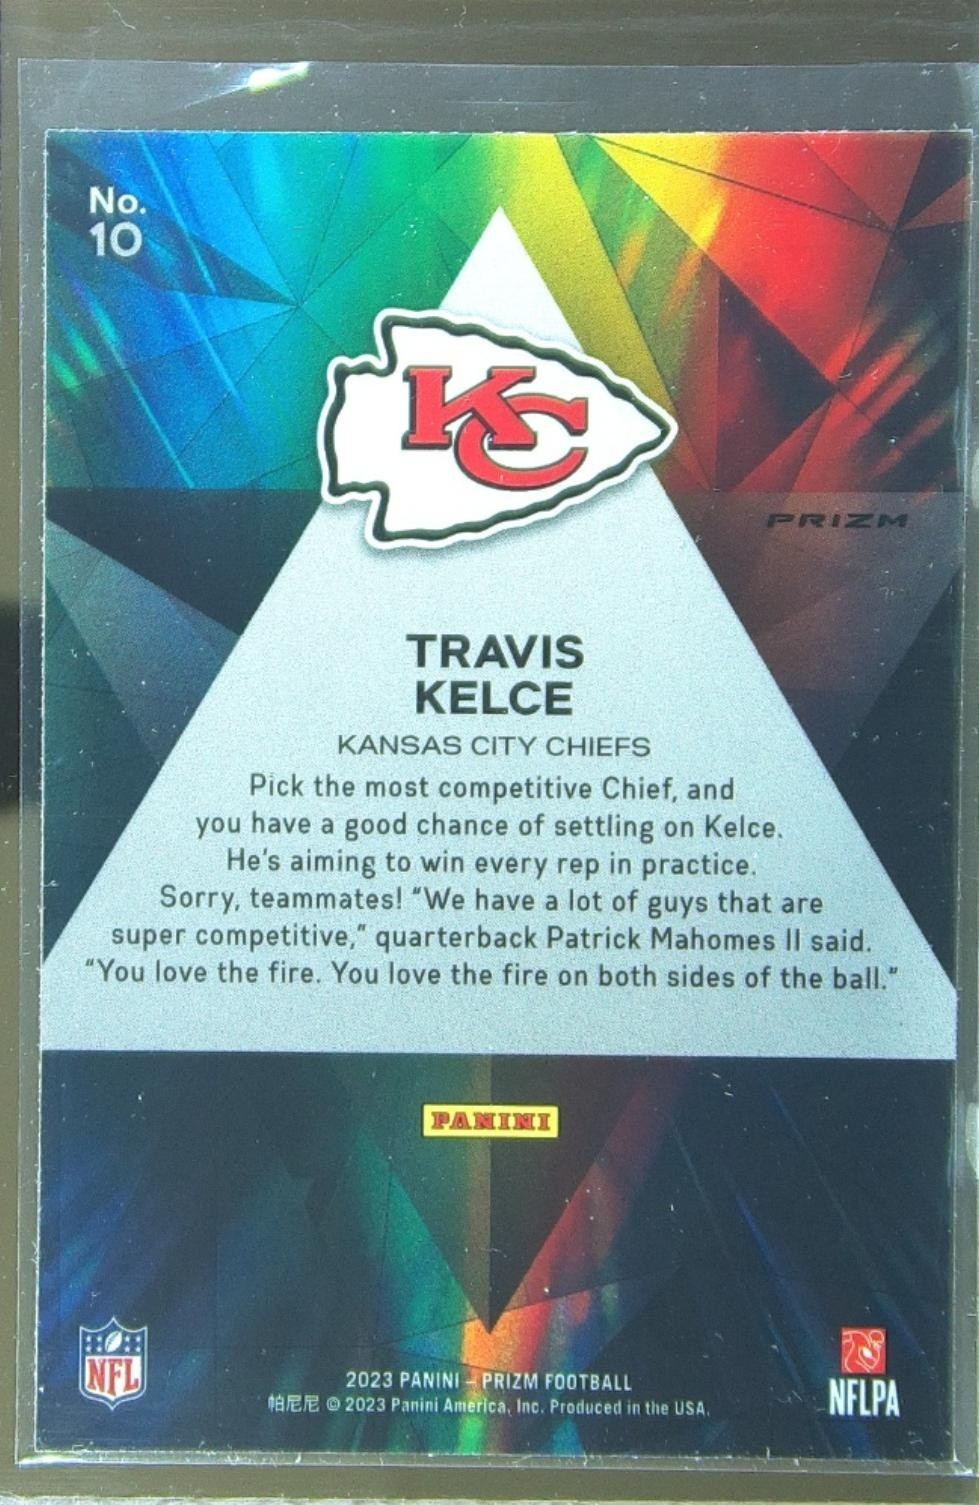 No.
10
KC
PRIZM
TRAVIS
KELCE
KANSAS CITY CHIEFS
Pick the most competitive Chief, and
you have a good chance of settling on Kelce.
He's aiming to win every rep in practice.
Sorry, teammates! “We have a lot of guys that are
super competitive,” quarterback Patrick Mahomes II said.
“You love the fire. You love the fire on both sides of the ball.”
PANINI
NFL
2023 PANINI – PRIZM FOOTBALL
帕尼尼 © 2023 Panini America, Inc. Produced in the USA.
NFLPA